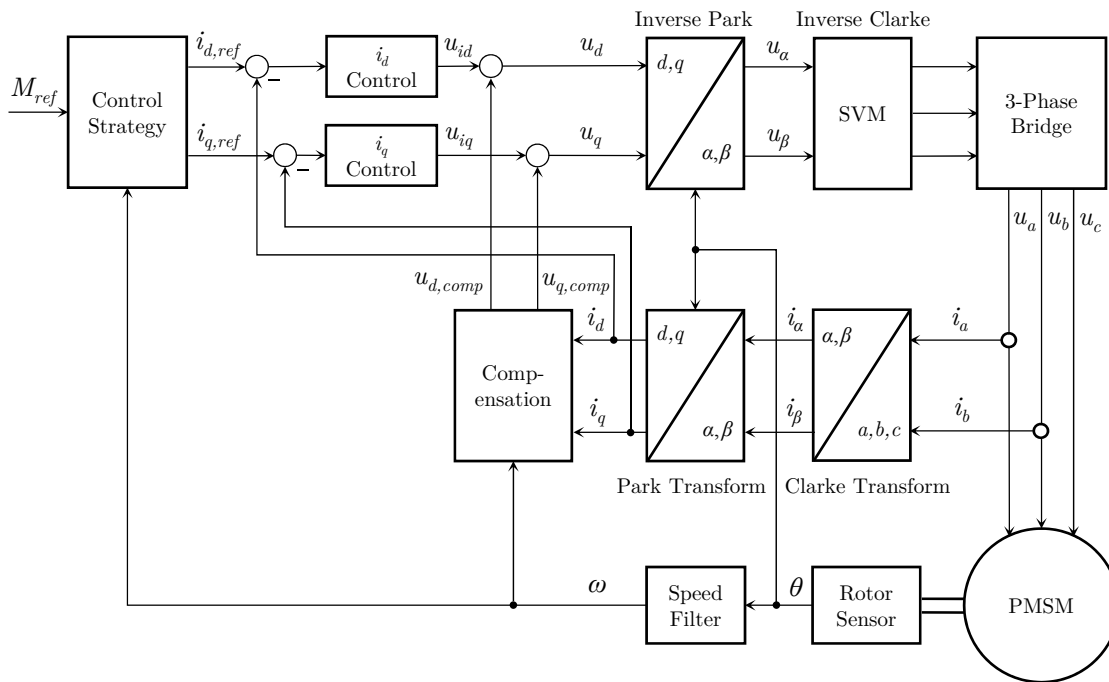 Inverse Park
Inverse Clarke
M_ref
Control
Strategy
i_d,ref
i_q,ref
−
−
i_d
Control
i_q
Control
u_id
u_iq
u_d
u_q
d,q
α,β
u_α
u_β
SVM
3-Phase
Bridge
u_a
u_b
u_c
u_d,comp
u_q,comp
Comp-
ensation
i_d
i_q
d,q
α,β
Park Transform
i_α
i_β
α,β
a,b,c
Clarke Transform
i_a
i_b
ω
Speed
Filter
θ
Rotor
Sensor
PMSM